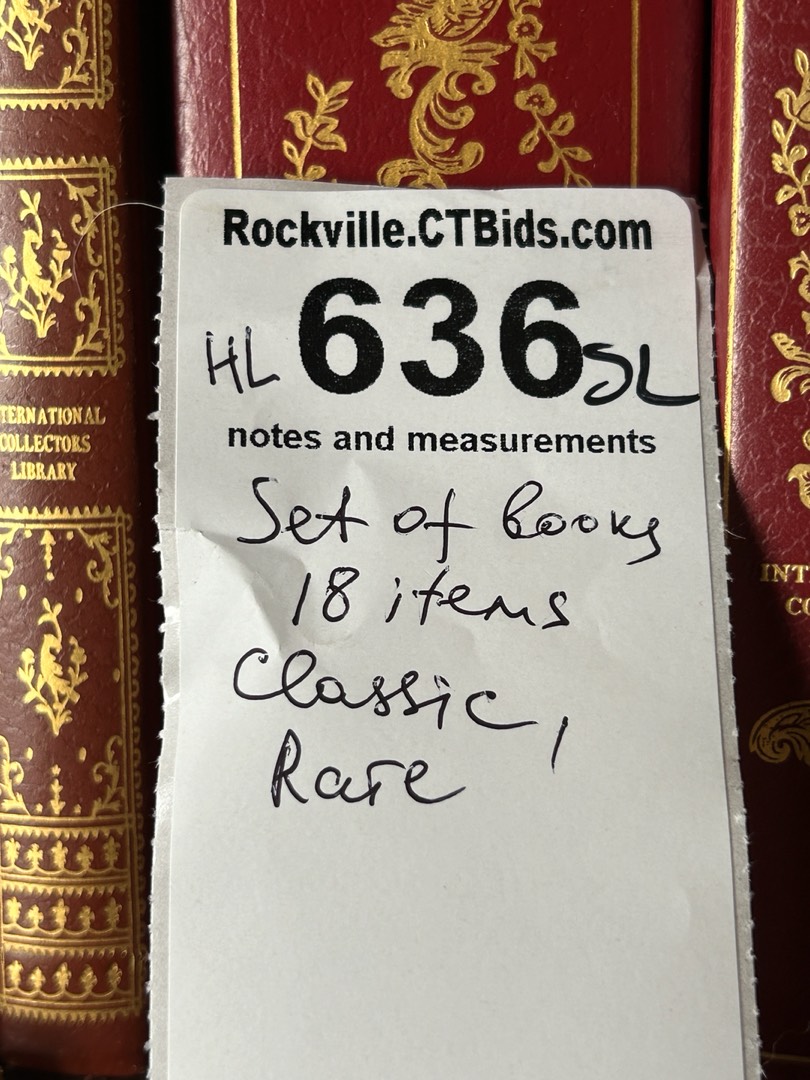 Rockville.CTBids.com
HL 636 SL
notes and measurements
Set of books
18 items
Classic,
Rare
TERNATIONAL
COLLECTORS
LIBRARY
INT
CO